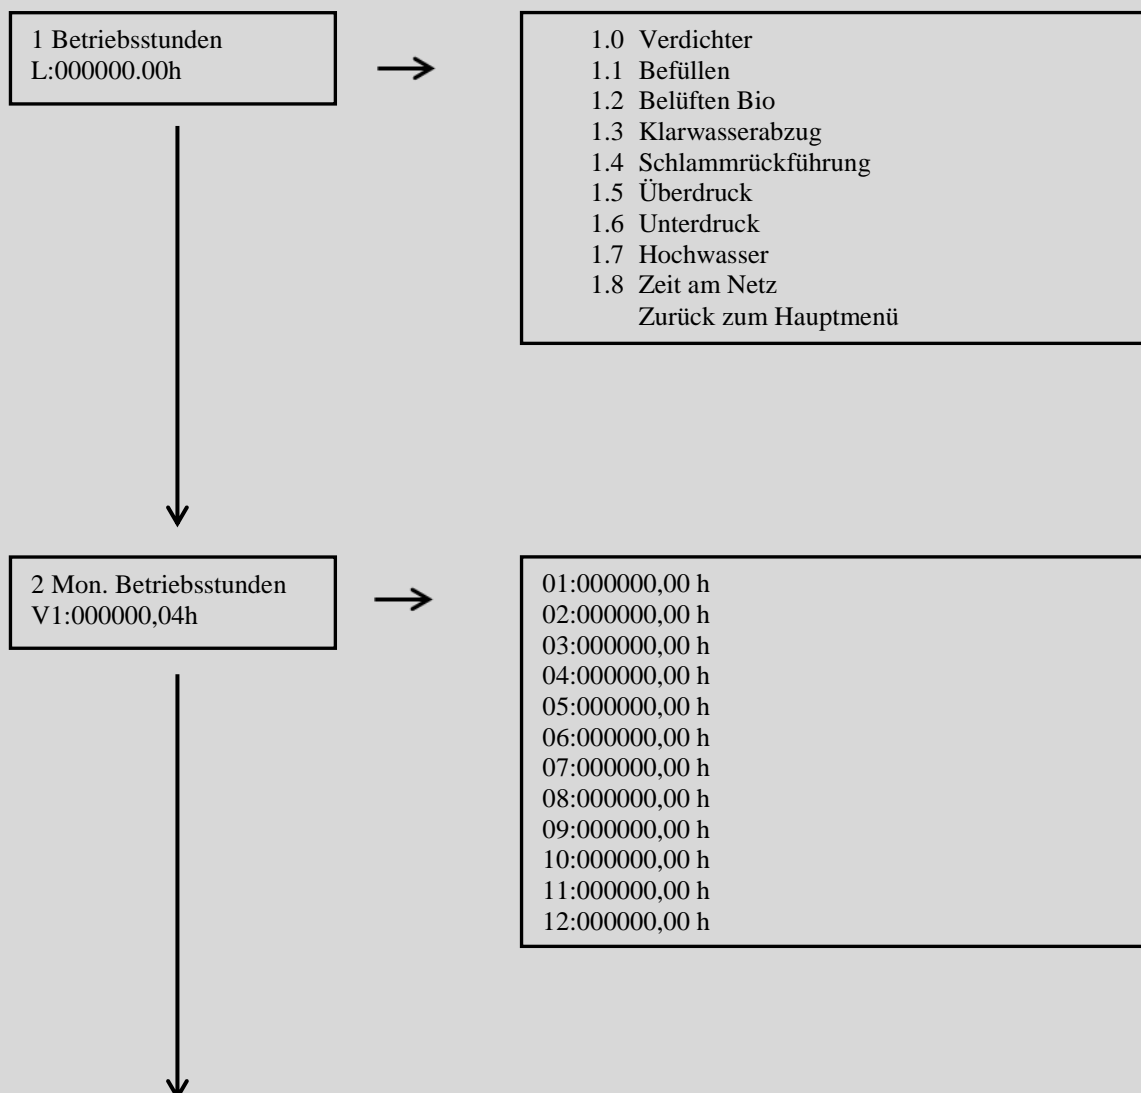 1 Betriebsstunden
L:000000.00h
1.0 Verdichter
1.1 Befüllen
1.2 Belüften Bio
1.3 Klarwasserabzug
1.4 Schlammrückführung
1.5 Überdruck
1.6 Unterdruck
1.7 Hochwasser
1.8 Zeit am Netz
Zurück zum Hauptmenü
2 Mon. Betriebsstunden
V1:000000,04h
01:000000,00 h
02:000000,00 h
03:000000,00 h
04:000000,00 h
05:000000,00 h
06:000000,00 h
07:000000,00 h
08:000000,00 h
09:000000,00 h
10:000000,00 h
11:000000,00 h
12:000000,00 h